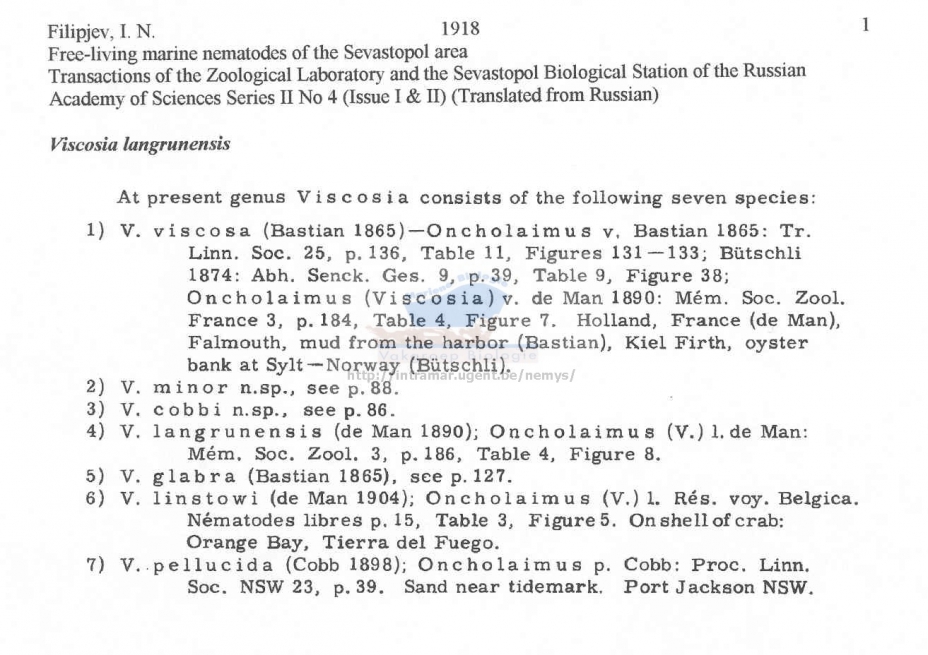 Filipjev, I. N. 1918 1
Free-living marine nematodes of the Sevastopol area
Transactions of the Zoological Laboratory and the Sevastopol Biological Station of the Russian
Academy of Sciences Series II No 4 (Issue I & II) (Translated from Russian)
Viscosia langrunensis
At present genus Viscosia consists of the following seven species:
1) V. viscosa (Bastian 1865)—Oncholaimus v. Bastian 1865: Tr.
Linn. Soc. 25, p. 136, Table 11, Figures 131—133; Bütschli
1874: Abh. Senck. Ges. 9, p. 39, Table 9, Figure 38;
Oncholaimus (Viscosia) v. de Man 1890: Mém. Soc. Zool.
France 3, p. 184, Table 4, Figure 7. Holland, France (de Man),
Falmouth, mud from the harbor (Bastian), Kiel Firth, oyster
bank at Sylt—Norway (Bütschli).
http://intramar.ugent.be/nemys/
2) V. minor n.sp., see p. 88.
3) V. cobbi n.sp., see p. 86.
4) V. langrunensis (de Man 1890); Oncholaimus (V.) l. de Man:
Mém. Soc. Zool. 3, p. 186, Table 4, Figure 8.
5) V. glabra (Bastian 1865), see p. 127.
6) V. linstowi (de Man 1904); Oncholaimus (V.) l. Rés. voy. Belgica.
Nématodes libres p. 15, Table 3, Figure 5. On shell of crab:
Orange Bay, Tierra del Fuego.
7) V. pellucida (Cobb 1898); Oncholaimus p. Cobb: Proc. Linn.
Soc. NSW 23, p. 39. Sand near tidemark. Port Jackson NSW.